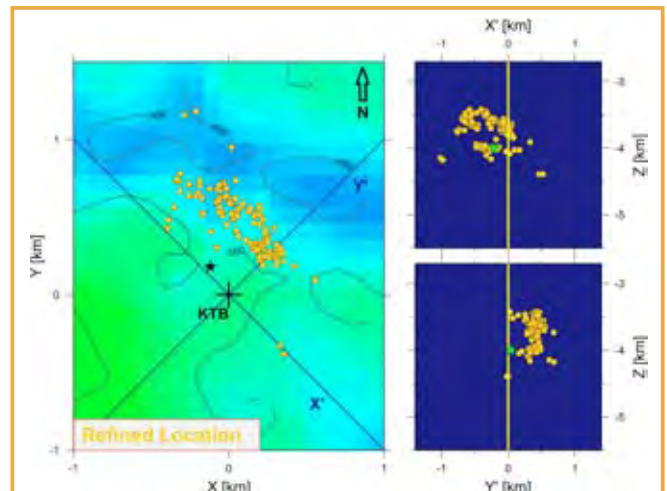 X' [km]
-1 0 1
N
1
Y'
Y [km]
0
KTB
X'
Refined Location
-1
-1 0 1
X [km]
-3
-4
-5
Z [km]
-3
-4
-5
Z [km]
-1 0 1
Y' [km]